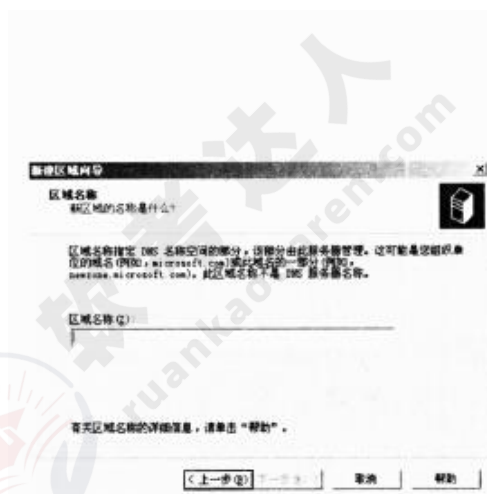 软考达人
ruankaodaren.com
新建区域向导
区域名称
新区域的名称是什么?
区域名称指定 DNS 名称空间的部分，该部分由此服务器管理。这可能是您组织单
位的域名(例如，microsoft.com)或此域名的一部分(例如，
newzone.microsoft.com)。此区域名称不是 DNS 服务器名称。
区域名称(Z):
有关区域名称的详细信息，请单击“帮助”。
<上一步(B)
下一步(N)>
取消
帮助